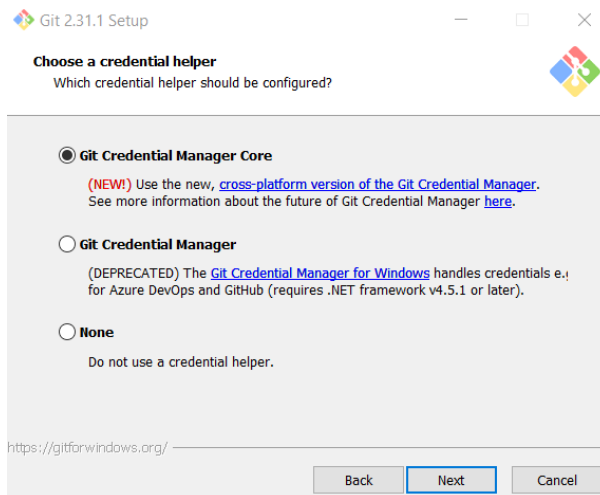 Git 2.31.1 Setup
Choose a credential helper
Which credential helper should be configured?
Git Credential Manager Core
(NEW!) Use the new, cross-platform version of the Git Credential Manager.
See more information about the future of Git Credential Manager here.
Git Credential Manager
(DEPRECATED) The Git Credential Manager for Windows handles credentials e.g
for Azure DevOps and GitHub (requires .NET framework v4.5.1 or later).
None
Do not use a credential helper.
https://gitforwindows.org/
Back Next Cancel